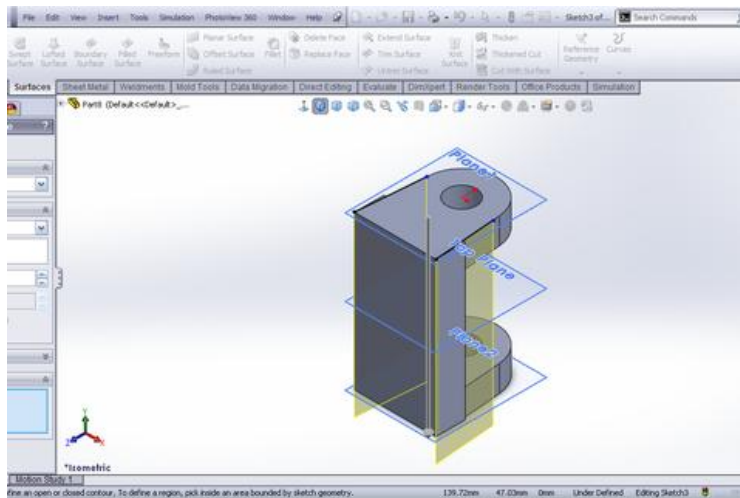 File Edit View Insert Tools Simulation PhotoView 360 Window Help Sketch3 of... Search Commands
Planar Surface Delete Face Extend Surface Thicken
Lofted Surface Boundary Surface Filled Surface Freeform Offset Surface Fillet Replace Face Trim Surface Knit Surface Thickened Cut Reference Geometry Curves
Ruled Surface Untrim Surface Cut With Surface
Surfaces Sheet Metal Weldments Mold Tools Data Migration Direct Editing Evaluate DimXpert Render Tools Office Products Simulation
Part8 (Default<<Default>_...
Plane1
Top Plane
Plane2
Y
Z X
*Isometric
Motion Study 1
fine an open or closed contour, To define a region, pick inside an area bounded by sketch geometry. 139.72mm 47.03mm 0mm Under Defined Editing Sketch3